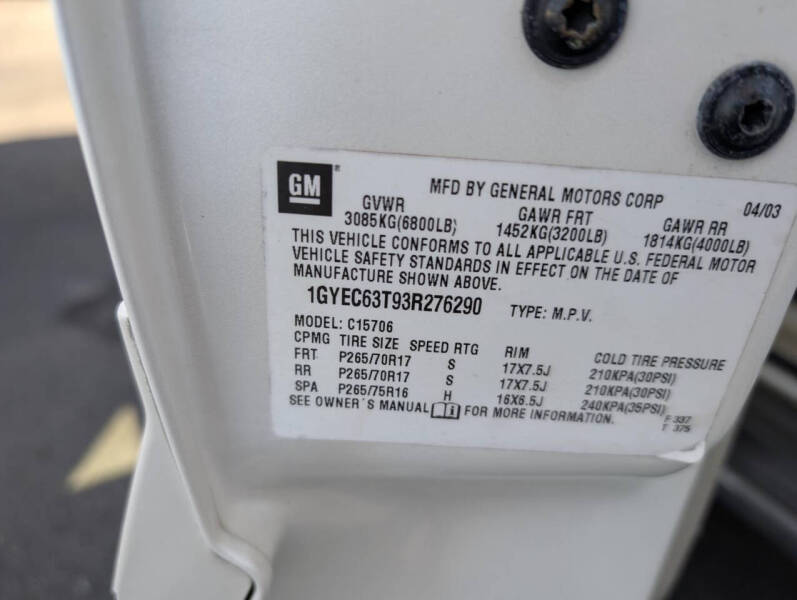 GM
MFD BY GENERAL MOTORS CORP 04/03
GVWR GAWR FRT GAWR RR
3085KG(6800LB) 1452KG(3200LB) 1814KG(4000LB)
THIS VEHICLE CONFORMS TO ALL APPLICABLE U.S. FEDERAL MOTOR
VEHICLE SAFETY STANDARDS IN EFFECT ON THE DATE OF
MANUFACTURE SHOWN ABOVE.
1GYEC63T93R276290 TYPE: M.P.V.
MODEL: C15706
CPMG TIRE SIZE SPEED RTG RIM COLD TIRE PRESSURE
FRT P265/70R17 S 17X7.5J 210KPA(30PSI)
RR P265/70R17 S 17X7.5J 210KPA(30PSI)
SPA P265/75R16 H 16X6.5J 240KPA(35PSI)
SEE OWNER´S MANUAL FOR MORE INFORMATION. F 337
T 375